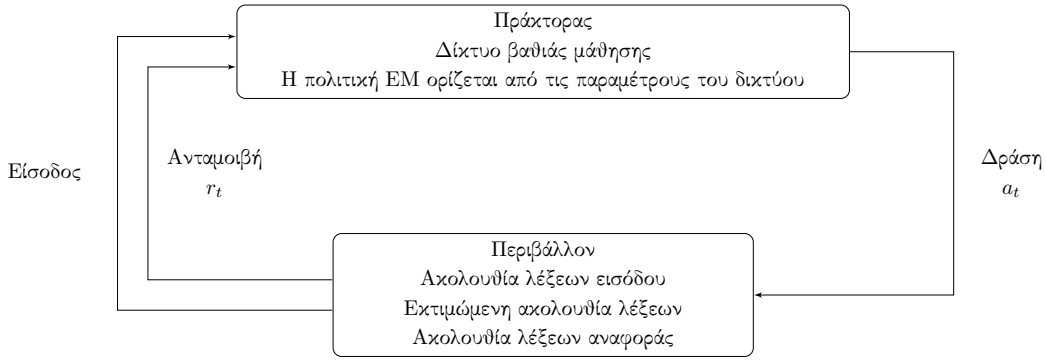 Πράκτορας
Δίκτυο βαθιάς μάθησης
Η πολιτική ΕΜ ορίζεται από τις παραμέτρους του δικτύου
Είσοδος
Ανταμοιβή
r_t
Δράση
a_t
Περιβάλλον
Ακολουθία λέξεων εισόδου
Εκτιμώμενη ακολουθία λέξεων
Ακολουθία λέξεων αναφοράς